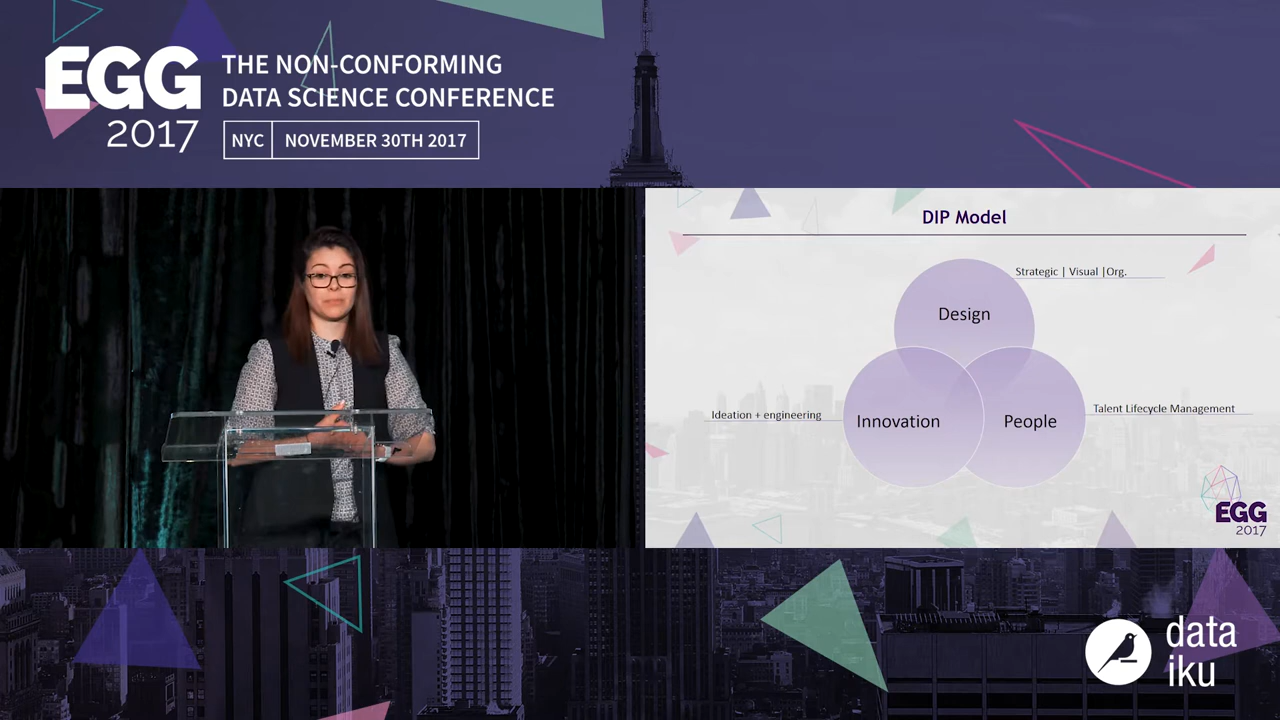 EGG
2017
THE NON-CONFORMING
DATA SCIENCE CONFERENCE
NYC
NOVEMBER 30TH 2017
DIP Model
Strategic | Visual |Org.
Design
Ideation + engineering
Innovation
People
Talent Lifecycle Management
EGG
2017
data
iku